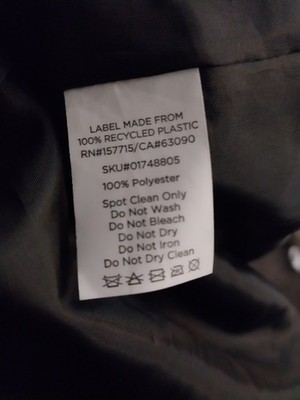 LABEL MADE FROM
100% RECYCLED PLASTIC
RN#157715/CA#63090
SKU#01748805
100% Polyester
Spot Clean Only
Do Not Wash
Do Not Bleach
Do Not Dry
Do Not Iron
Do Not Dry Clean